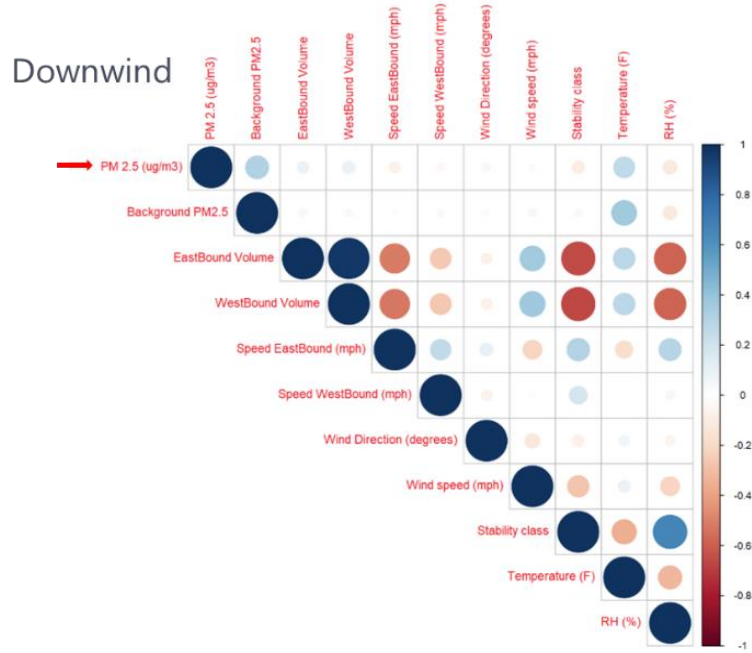 Downwind
PM 2.5 (ug/m3)
Background PM2.5
EastBound Volume
WestBound Volume
Speed EastBound (mph)
Speed WestBound (mph)
Wind Direction (degrees)
Wind speed (mph)
Stability class
Temperature (F)
RH (%)
PM 2.5 (ug/m3)
Background PM2.5
EastBound Volume
WestBound Volume
Speed EastBound (mph)
Speed WestBound (mph)
Wind Direction (degrees)
Wind speed (mph)
Stability class
Temperature (F)
RH (%)
1
0.8
0.6
0.4
0.2
0
-0.2
-0.4
-0.6
-0.8
-1